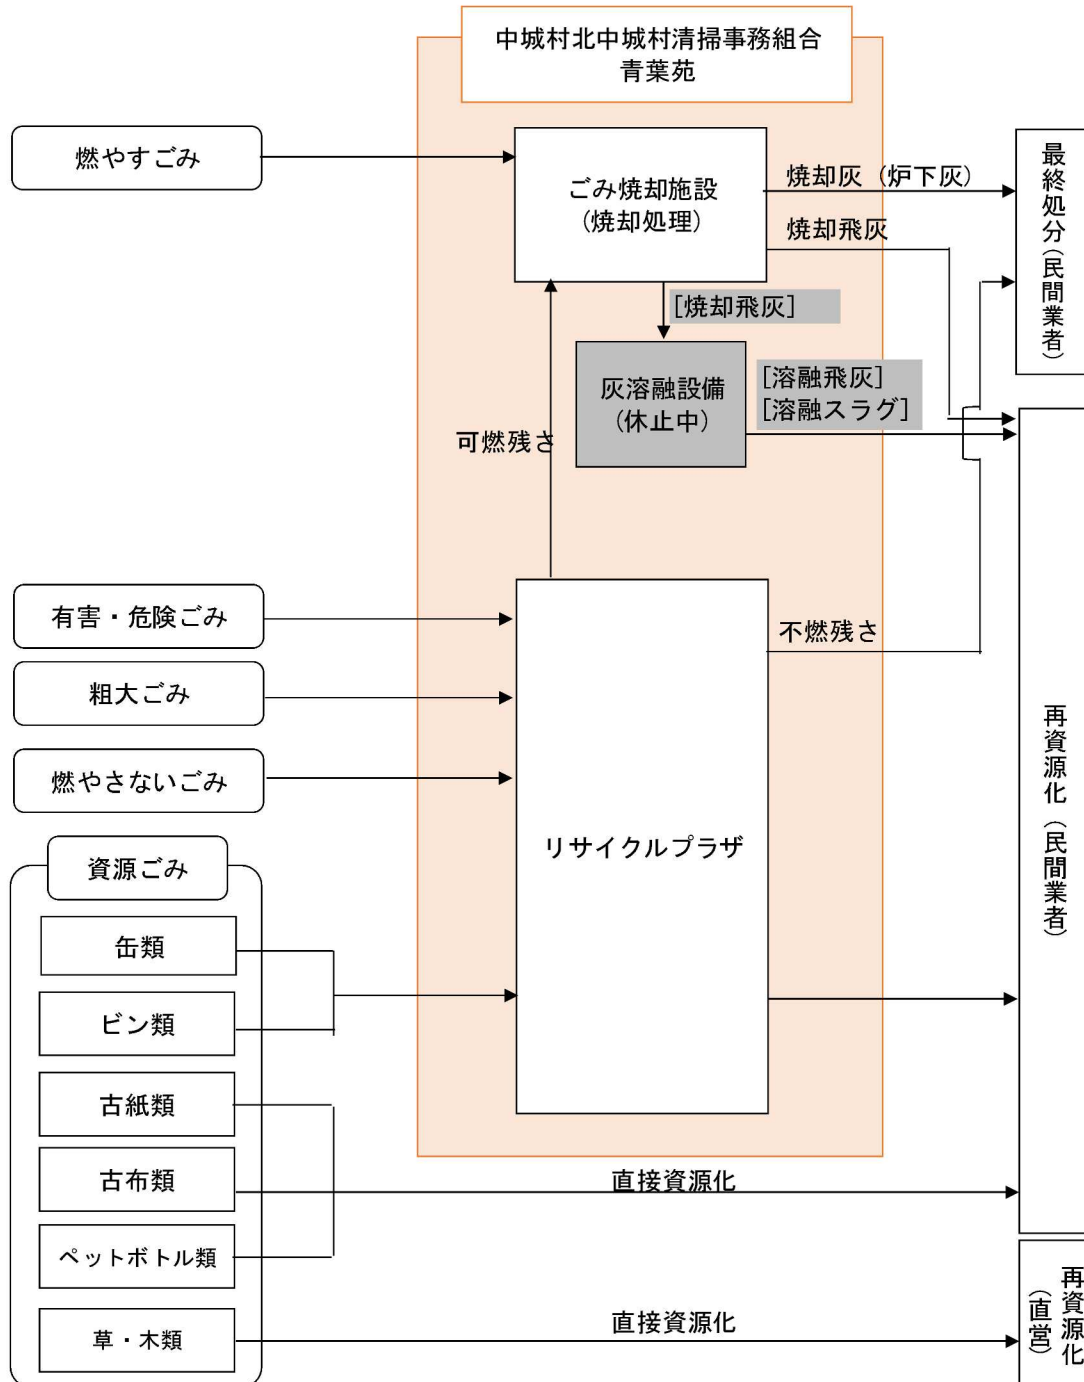 中城村北中城村清掃事務組合
青葉苑
燃やすごみ
ごみ焼却施設
(焼却処理)
焼却灰（炉下灰）
焼却飛灰
最終処分(民間業者)
[焼却飛灰]
灰溶融設備
(休止中)
[溶融飛灰]
[溶融スラグ]
可燃残さ
有害・危険ごみ
不燃残さ
粗大ごみ
燃やさないごみ
リサイクルプラザ
再資源化(民間業者)
資源ごみ
缶類
ビン類
古紙類
古布類
直接資源化
ペットボトル類
草・木類
直接資源化
再資源化
(直営)